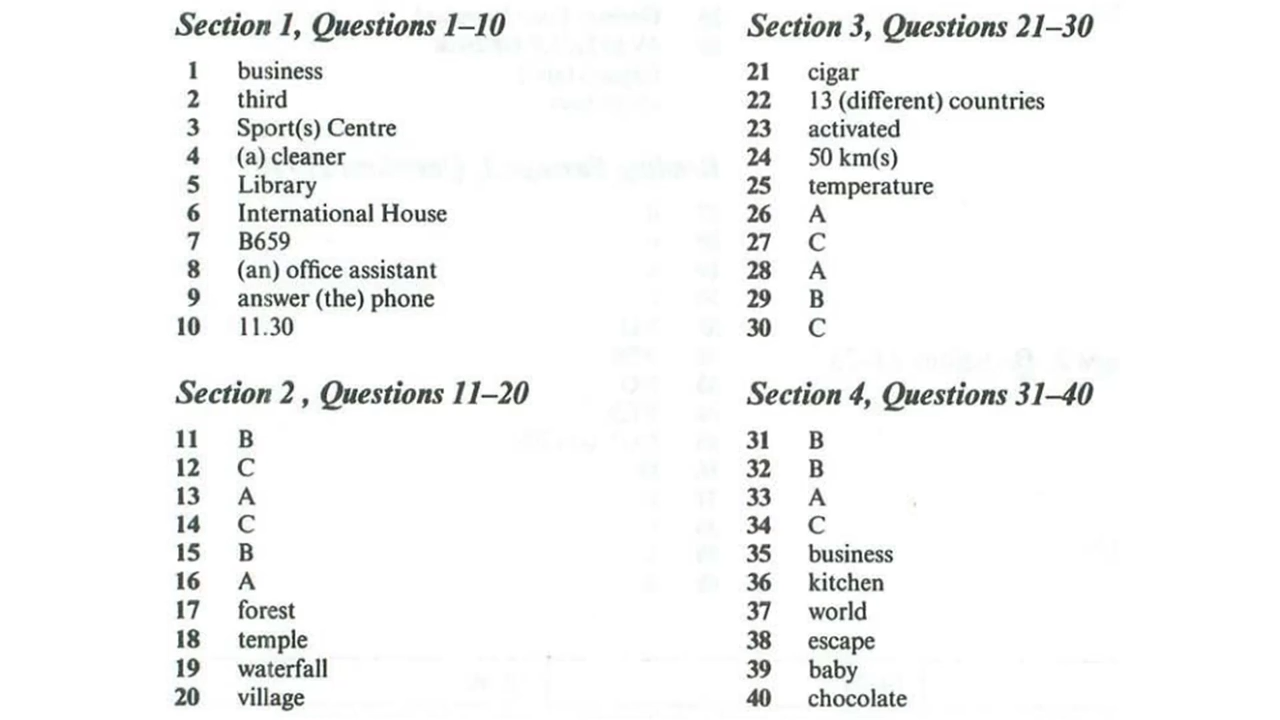 Section 1, Questions 1–10
1 business
2 third
3 Sport(s) Centre
4 (a) cleaner
5 Library
6 International House
7 B659
8 (an) office assistant
9 answer (the) phone
10 11.30
Section 2 , Questions 11–20
11 B
12 C
13 A
14 C
15 B
16 A
17 forest
18 temple
19 waterfall
20 village
Section 3, Questions 21–30
21 cigar
22 13 (different) countries
23 activated
24 50 km(s)
25 temperature
26 A
27 C
28 A
29 B
30 C
Section 4, Questions 31–40
31 B
32 B
33 A
34 C
35 business
36 kitchen
37 world
38 escape
39 baby
40 chocolate